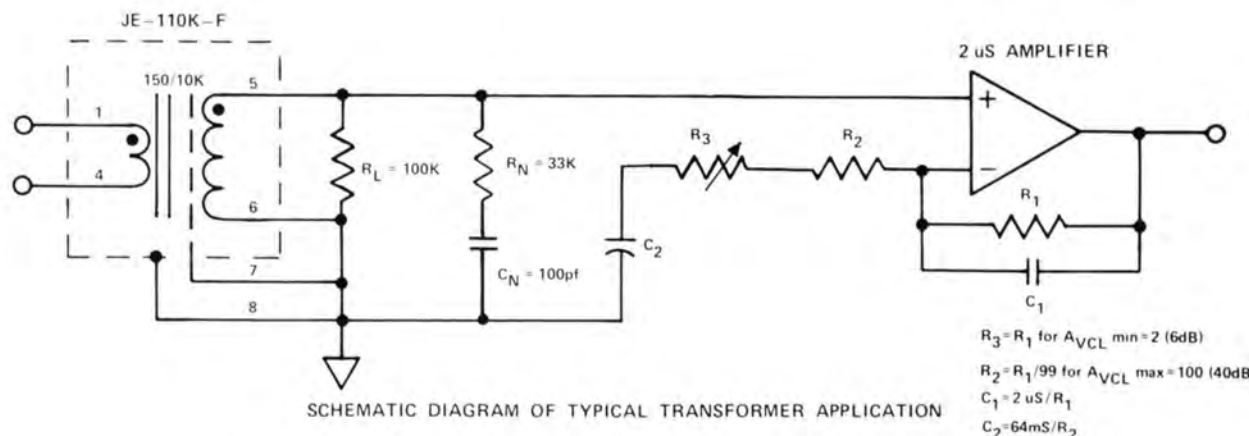 JE-110K-F
150/10K
1
4
5
6
7
8
R_L = 100K
R_N = 33K
C_N = 100pf
C_2
R_3
R_2
2 uS AMPLIFIER
+
−
R_1
C_1
R_3=R_1 for A_VCL min=2 (6dB)
R_2=R_1/99 for A_VCL max=100 (40dB
C_1=2 uS/R_1
C_2=64mS/R_2
SCHEMATIC DIAGRAM OF TYPICAL TRANSFORMER APPLICATION